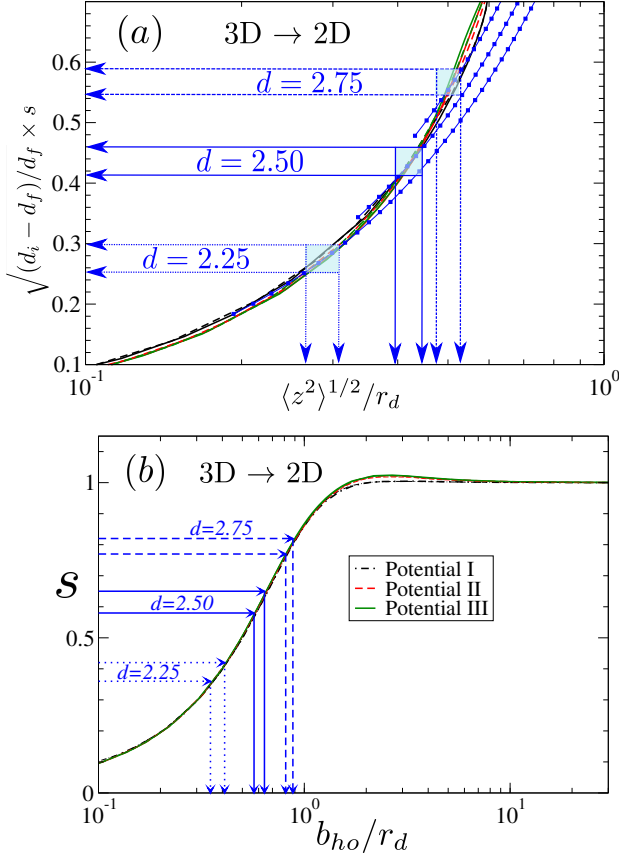 (a) 3D → 2D
0.6
0.5
0.4
0.3
0.2
0.1
√(d_i − d_f)/d_f × s
d = 2.75
d = 2.50
d = 2.25
10^-1
10^0
⟨z^2⟩^1/2/r_d
(b) 3D → 2D
1
0.5
0
s
d=2.75
d=2.50
d=2.25
Potential I
Potential II
Potential III
10^-1
10^0
10^1
b_ho/r_d